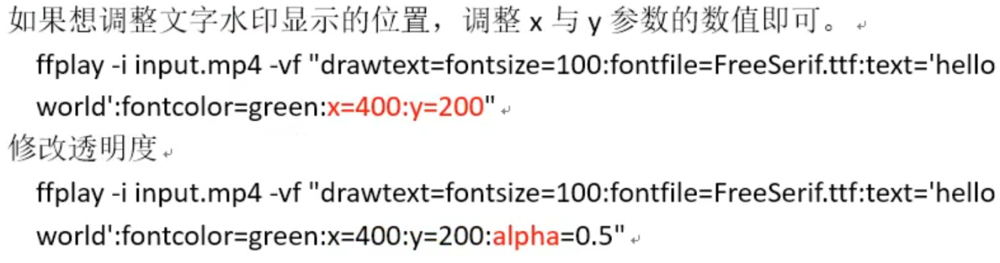 如果想调整文字水印显示的位置，调整 x 与 y 参数的数值即可。
ffplay -i input.mp4 -vf "drawtext=fontsize=100:fontfile=FreeSerif.ttf:text='hello
world':fontcolor=green:x=400:y=200"
修改透明度
ffplay -i input.mp4 -vf "drawtext=fontsize=100:fontfile=FreeSerif.ttf:text='hello
world':fontcolor=green:x=400:y=200:alpha=0.5"